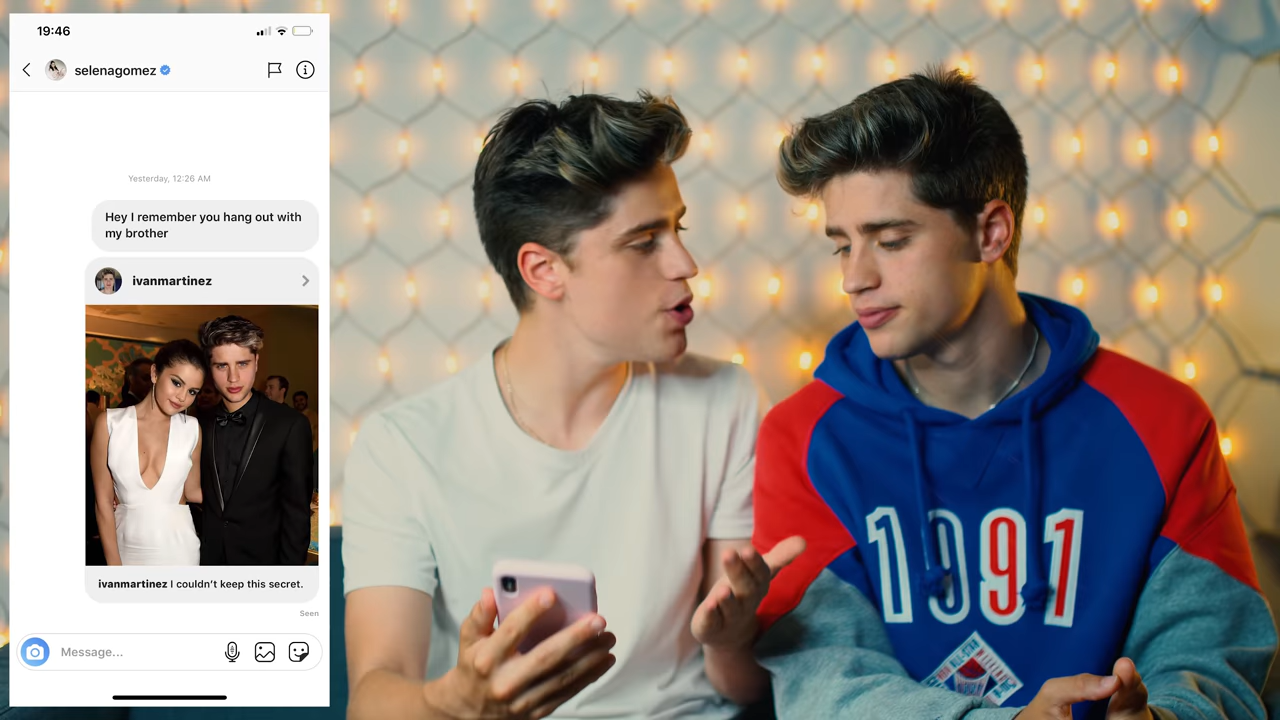 19:46
selenagomez
Yesterday, 12:26 AM
Hey I remember you hang out with
my brother
ivanmartinez
ivanmartinez I couldn't keep this secret.
Seen
Message...
1991